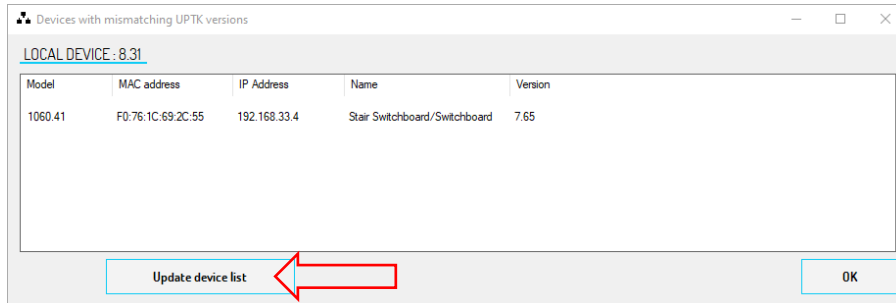 Devices with mismatching UPTK versions
LOCAL DEVICE : 8.31
Model MAC address IP Address Name Version
1060.41 F0:76:1C:69:2C:55 192.168.33.4 Stair Switchboard/Switchboard 7.65
Update device list OK